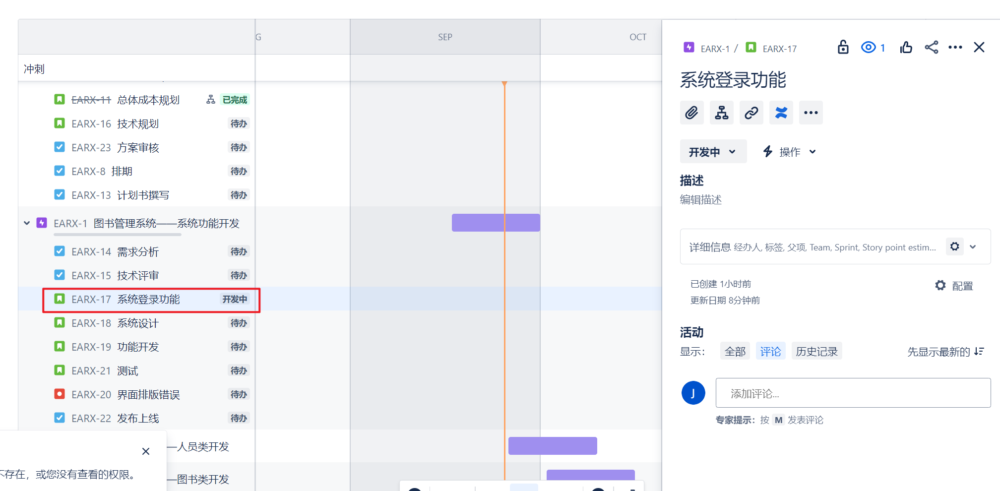 G
SEP
OCT
冲刺
EARX-11 总体成本规划 已完成
EARX-16 技术规划 待办
EARX-23 方案审核 待办
EARX-8 排期 待办
EARX-13 计划书撰写 待办
EARX-1 图书管理系统——系统功能开发
EARX-14 需求分析 待办
EARX-15 技术评审 待办
EARX-17 系统登录功能 开发中
EARX-18 系统设计 待办
EARX-19 功能开发 待办
EARX-21 测试 待办
EARX-20 界面排版错误 待办
EARX-22 发布上线 待办
—人员类开发
—图书类开发
不存在，或您没有查看的权限。
EARX-1 / EARX-17
1
系统登录功能
开发中
操作
描述
编辑描述
详细信息 经办人, 标签, 父项, Team, Sprint, Story point estim...
已创建 1小时前
配置
更新日期 8分钟前
活动
显示：
全部
评论
历史记录
先显示最新的
J
添加评论...
专家提示：按 M 发表评论